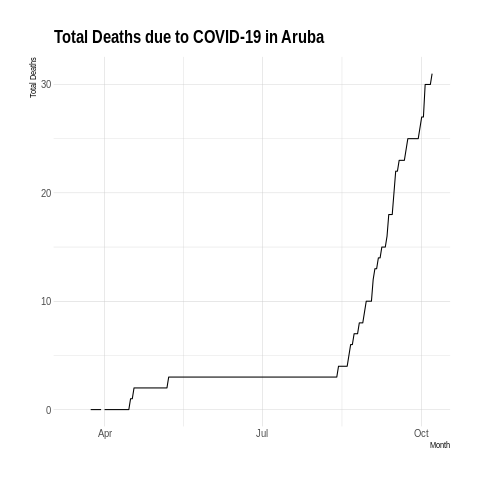 Total Deaths due to COVID-19 in Aruba
Total Deaths
30
20
10
0
Apr
Jul
Oct
Month